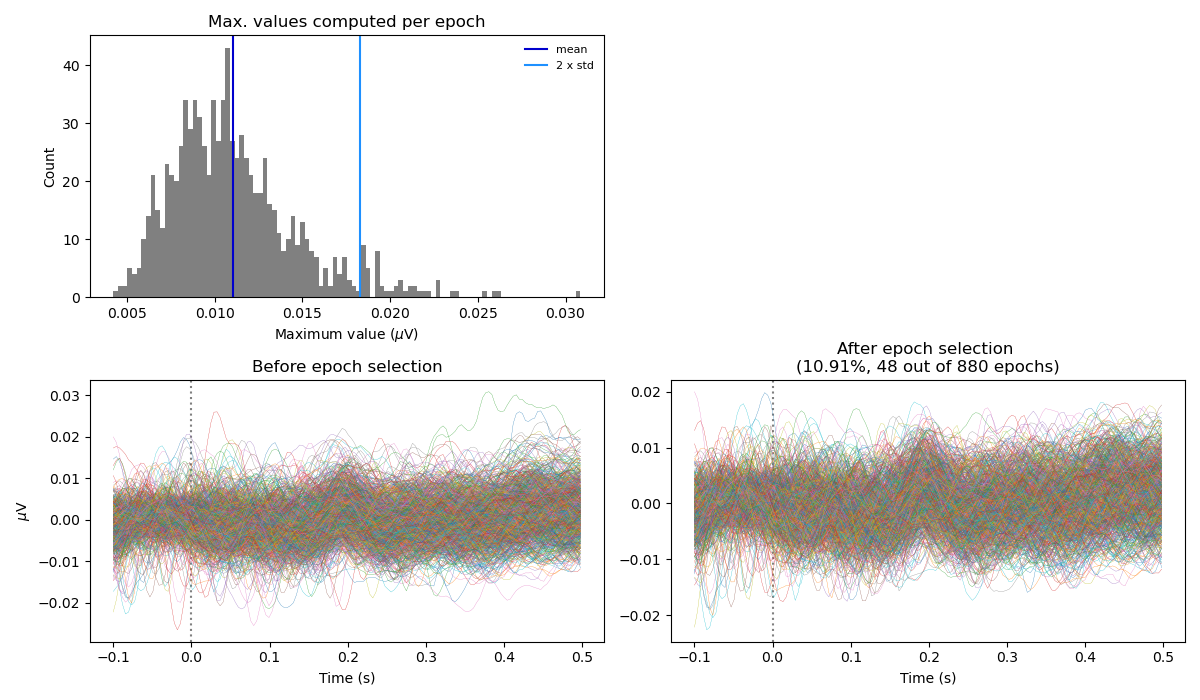 Max. values computed per epoch
mean
2 x std
Count
40
30
20
10
0
0.005 0.010 0.015 0.020 0.025 0.030
Maximum value (μV)
Before epoch selection
μV
0.03
0.02
0.01
0.00
−0.01
−0.02
−0.1 0.0 0.1 0.2 0.3 0.4 0.5
Time (s)
After epoch selection
(10.91%, 48 out of 880 epochs)
0.02
0.01
0.00
−0.01
−0.02
−0.1 0.0 0.1 0.2 0.3 0.4 0.5
Time (s)